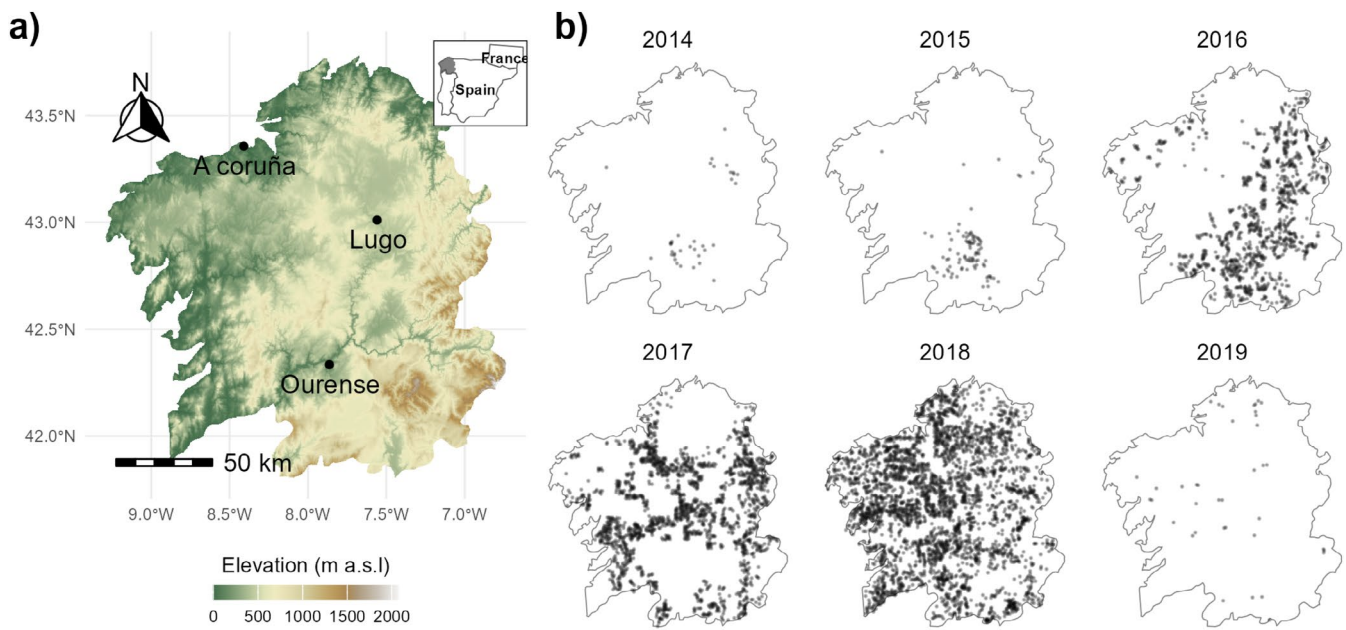 a)
N
France
Spain
43.5°N
A coruña
43.0°N
Lugo
42.5°N
Ourense
42.0°N
50 km
9.0°W 8.5°W 8.0°W 7.5°W 7.0°W
Elevation (m a.s.l)
0 500 1000 1500 2000
b)
2014 2015 2016
2017 2018 2019